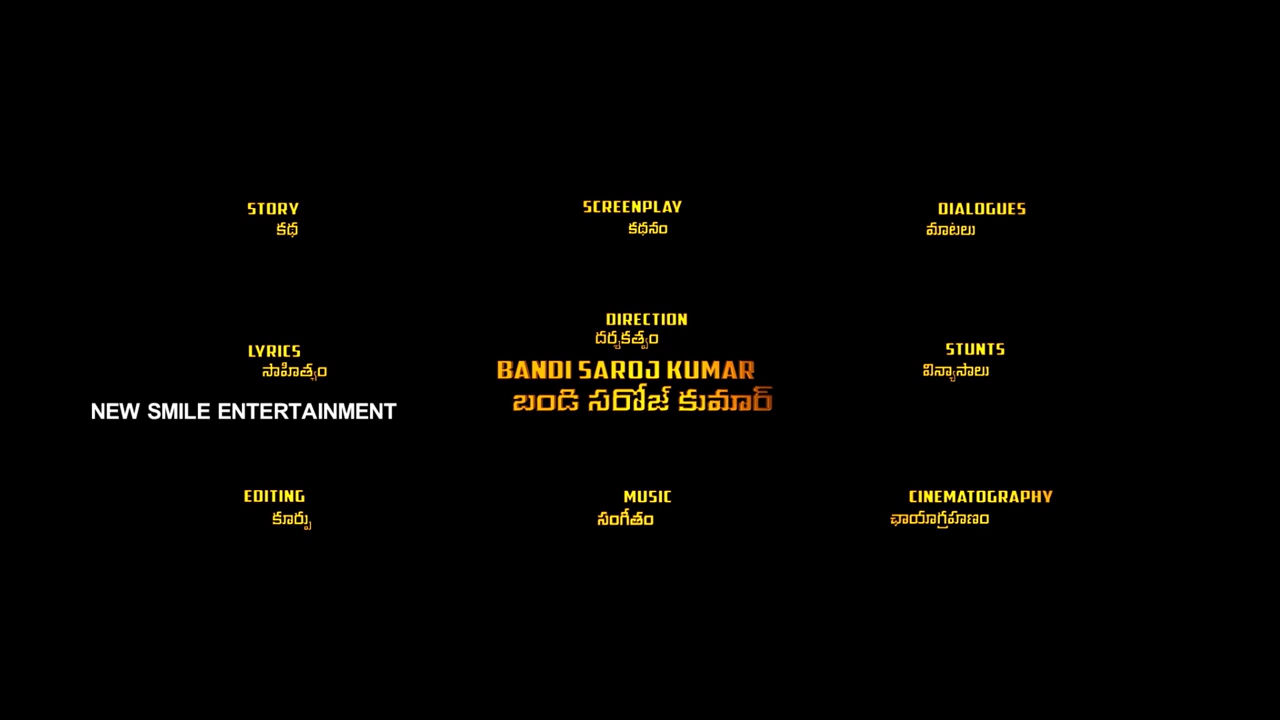 STORY
కథ
SCREENPLAY
కథనం
DIALOGUES
మాటలు
LYRICS
సాహిత్యం
DIRECTION
దర్శకత్వం
BANDI SAROJ KUMAR
బండి సరోజ్ కుమార్
STUNTS
విన్యాసాలు
NEW SMILE ENTERTAINMENT
EDITING
కూర్పు
MUSIC
సంగీతం
CINEMATOGRAPHY
ఛాయాగ్రహణం